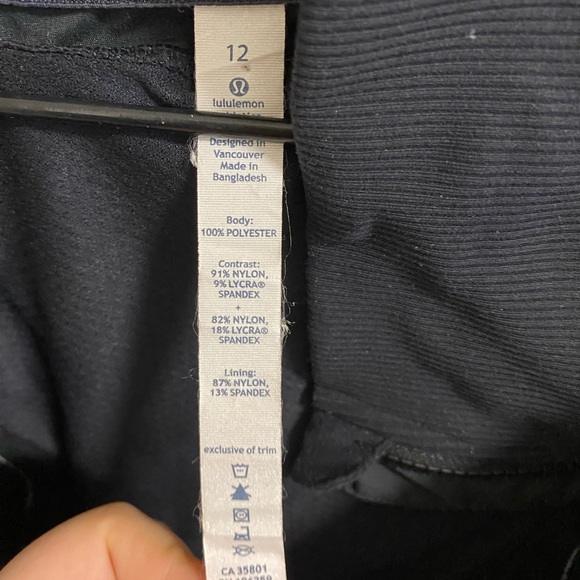 12
lululemon
Designed in
Vancouver
Made in
Bangladesh
Body:
100% POLYESTER
Contrast:
91% NYLON,
9% LYCRA®
SPANDEX
+
82% NYLON,
18% LYCRA®
SPANDEX
Lining:
87% NYLON,
13% SPANDEX
exclusive of trim
CA 35801